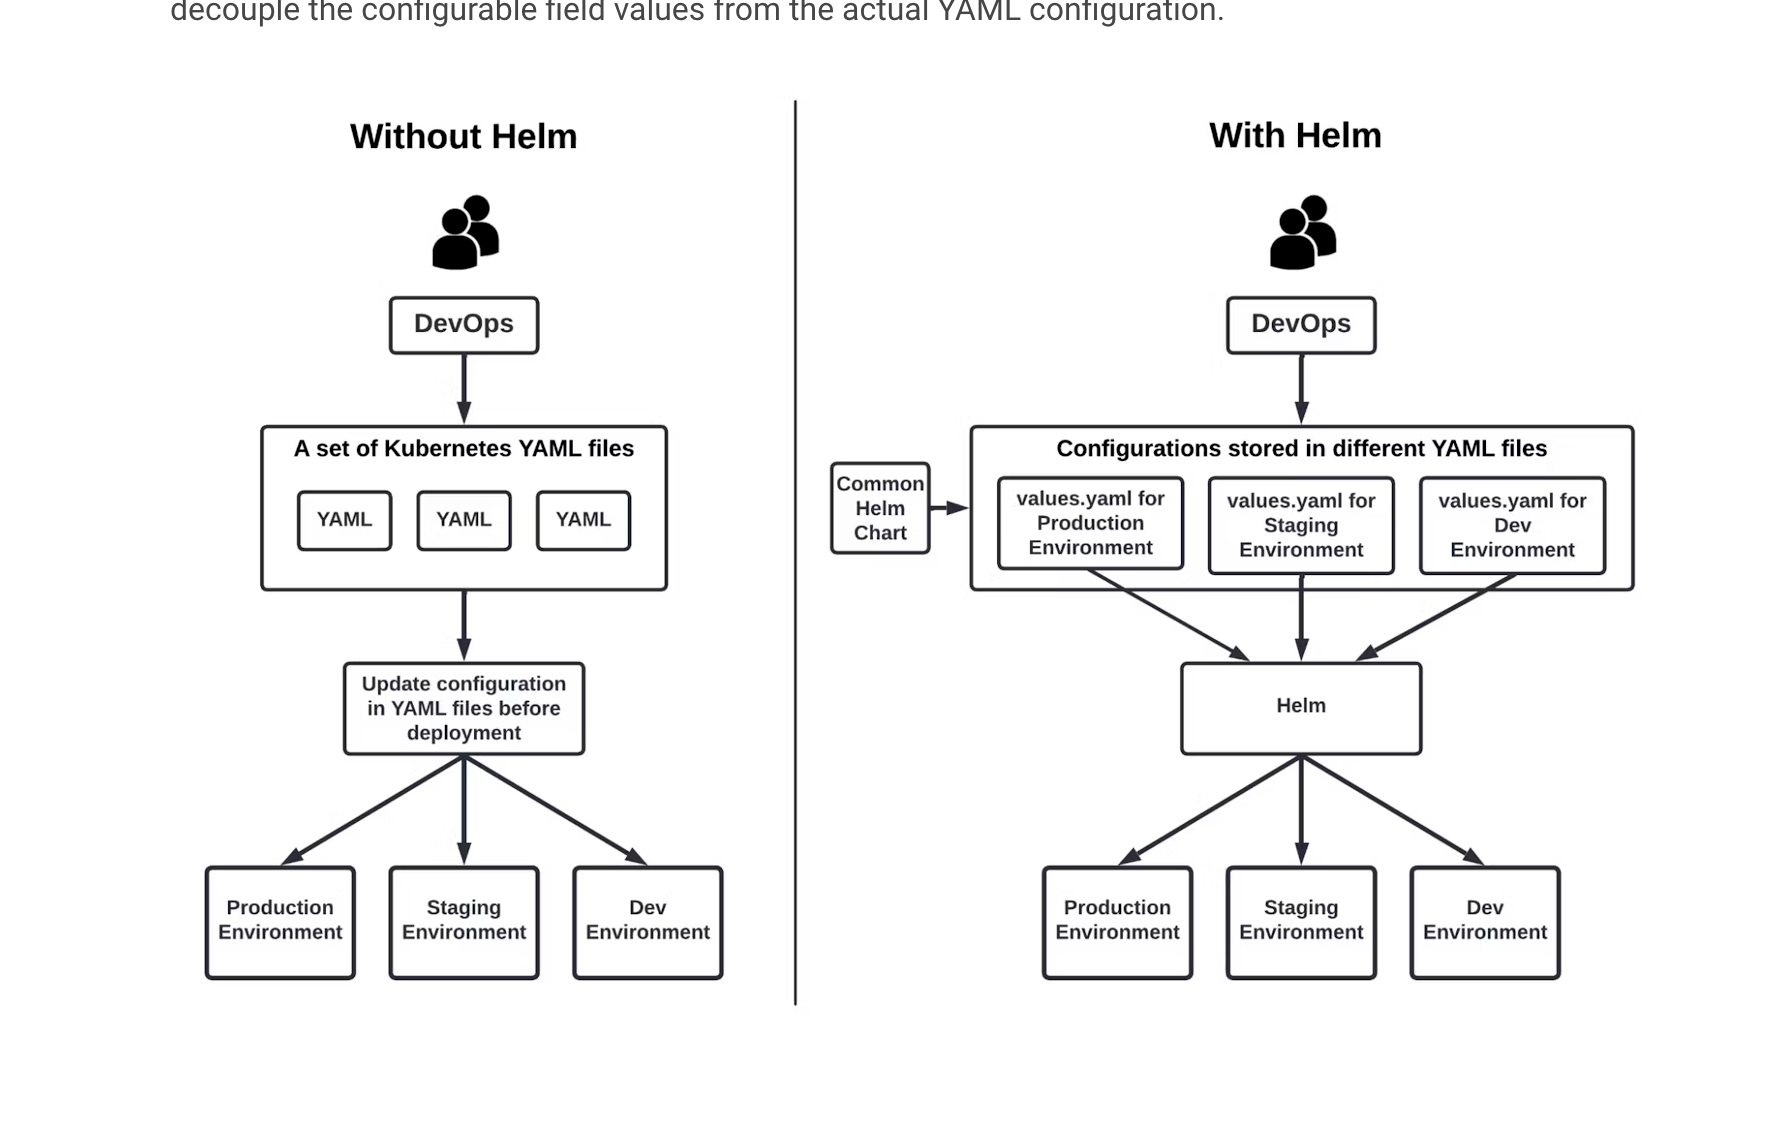 decouple the configurable field values from the actual YAML configuration.
Without Helm
DevOps
A set of Kubernetes YAML files
YAML
YAML
YAML
Update configuration
in YAML files before
deployment
Production
Environment
Staging
Environment
Dev
Environment
With Helm
DevOps
Common
Helm
Chart
Configurations stored in different YAML files
values.yaml for
Production
Environment
values.yaml for
Staging
Environment
values.yaml for
Dev
Environment
Helm
Production
Environment
Staging
Environment
Dev
Environment